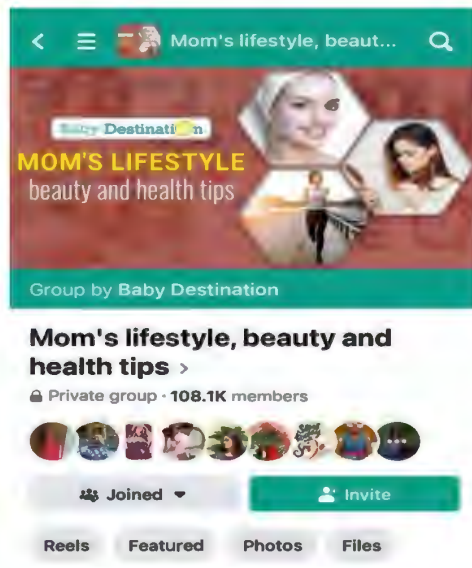 Mom's lifestyle, beaut...
Baby Destination
MOM'S LIFESTYLE
beauty and health tips
Group by Baby Destination
Mom's lifestyle, beauty and
health tips >
Private group · 108.1K members
Joined
Invite
Reels Featured Photos Files